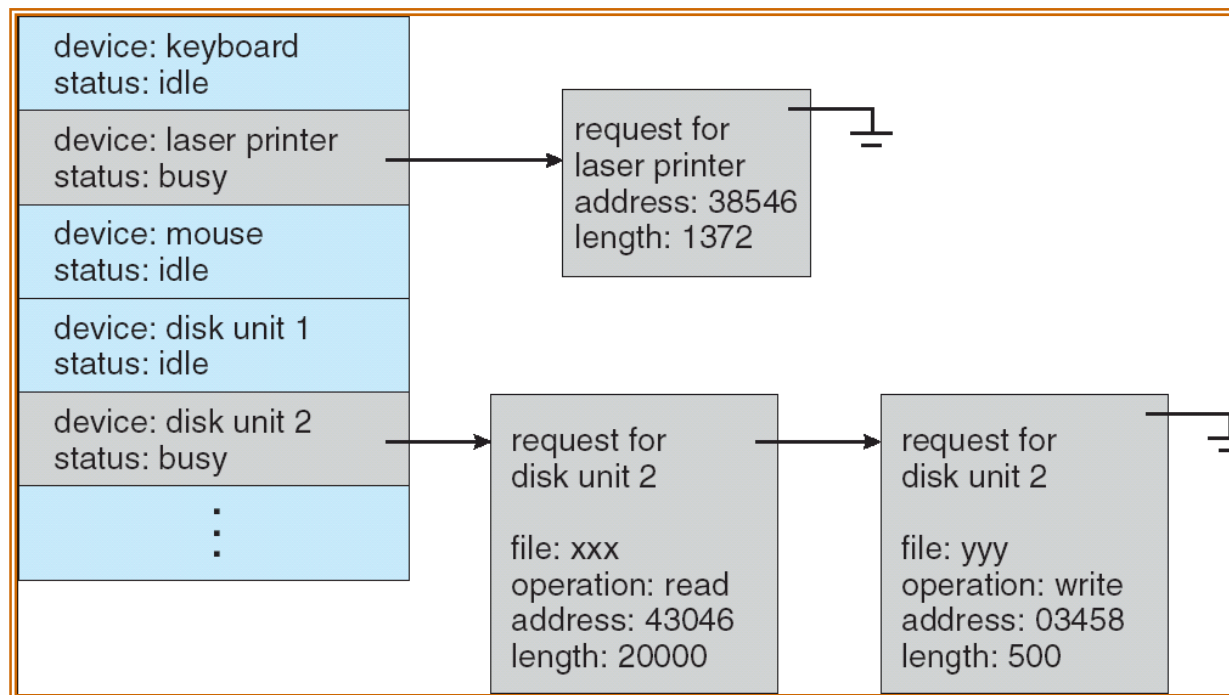 device: keyboard
status: idle
device: laser printer
status: busy
device: mouse
status: idle
device: disk unit 1
status: idle
device: disk unit 2
status: busy
request for
laser printer
address: 38546
length: 1372
request for
disk unit 2
file: xxx
operation: read
address: 43046
length: 20000
request for
disk unit 2
file: yyy
operation: write
address: 03458
length: 500